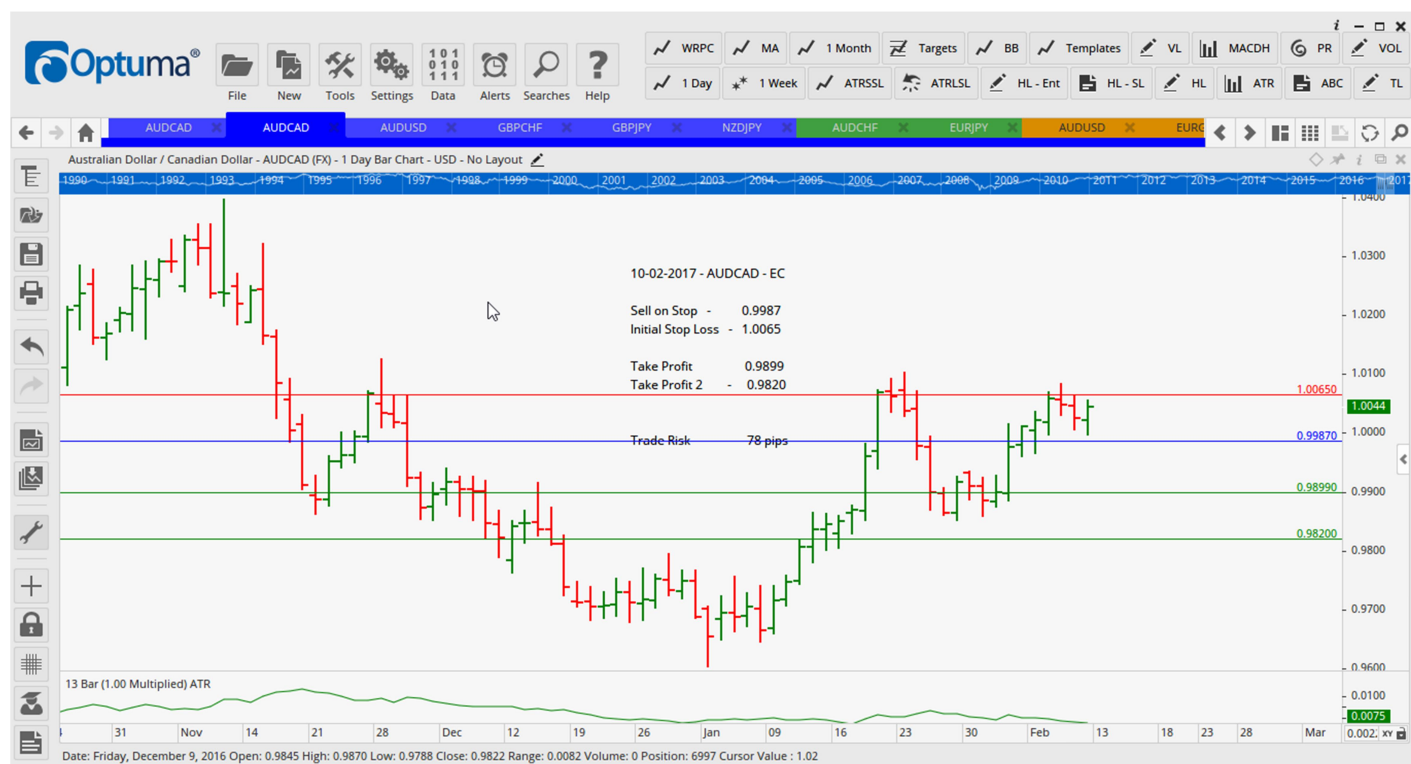 Optuma®
File New Tools Settings Data Alerts Searches Help
WRPC MA 1 Month Targets BB Templates VL MACDH PR VOL
1 Day 1 Week ATRSSL ATRLSL HL - Ent HL - SL HL ATR ABC TL
AUDCAD AUDCAD AUDUSD GBPCHF GBPJPY NZDJPY AUDCHF EURJPY AUDUSD EURG
Australian Dollar / Canadian Dollar - AUDCAD (FX) - 1 Day Bar Chart - USD - No Layout
1990 1991 1992 1993 1994 1995 1996 1997 1998 1999 2000 2001 2002 2003 2004 2005 2006 2007 2008 2009 2010 2011 2012 2013 2014 2015 2016 2017
1.0400
1.0300
10-02-2017 - AUDCAD - EC
Sell on Stop - 0.9987
1.0200
Initial Stop Loss - 1.0065
Take Profit 0.9899
1.0100
Take Profit 2 - 0.9820
1.00650
1.0044
1.0000
0.99870
Trade Risk 78 pips
0.98990
0.9900
0.98200
0.9800
0.9700
0.9600
13 Bar (1.00 Multiplied) ATR
0.0100
0.0075
31 Nov 14 21 28 Dec 12 19 26 Jan 09 16 23 30 Feb 13 18 23 28 Mar 0.002 XY
Date: Friday, December 9, 2016 Open: 0.9845 High: 0.9870 Low: 0.9788 Close: 0.9822 Range: 0.0082 Volume: 0 Position: 6997 Cursor Value : 1.02